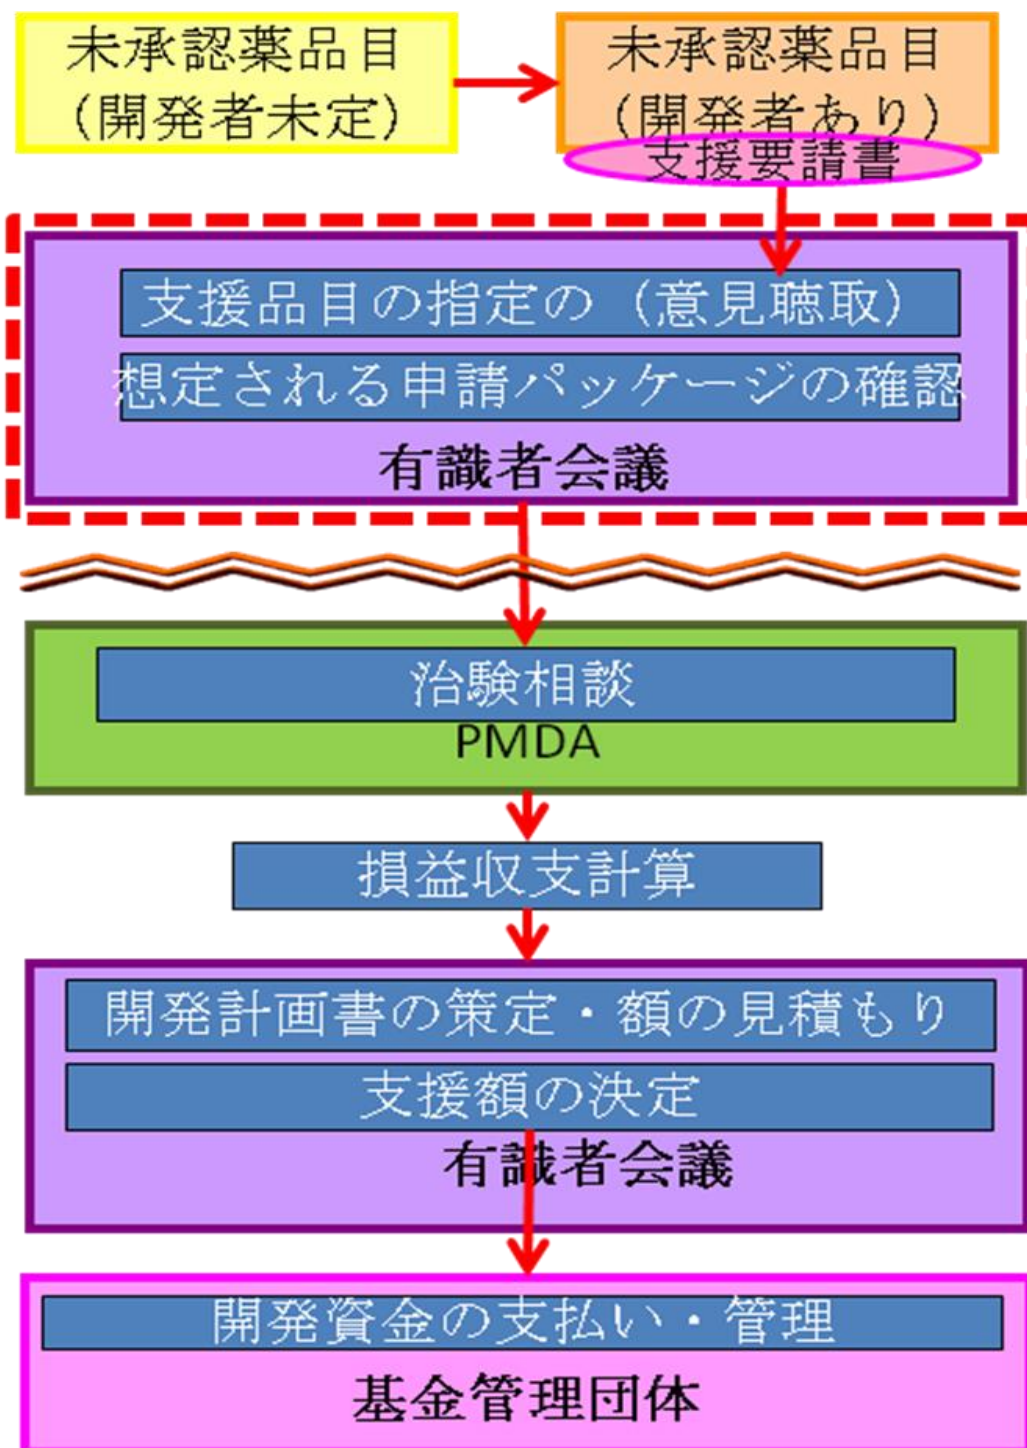 未承認薬品目
（開発者未定）
未承認薬品目
（開発者あり）
支援要請書
支援品目の指定の（意見聴取）
想定される申請パッケージの確認
有識者会議
治験相談
PMDA
損益収支計算
開発計画書の策定・額の見積もり
支援額の決定
有識者会議
開発資金の支払い・管理
基金管理団体